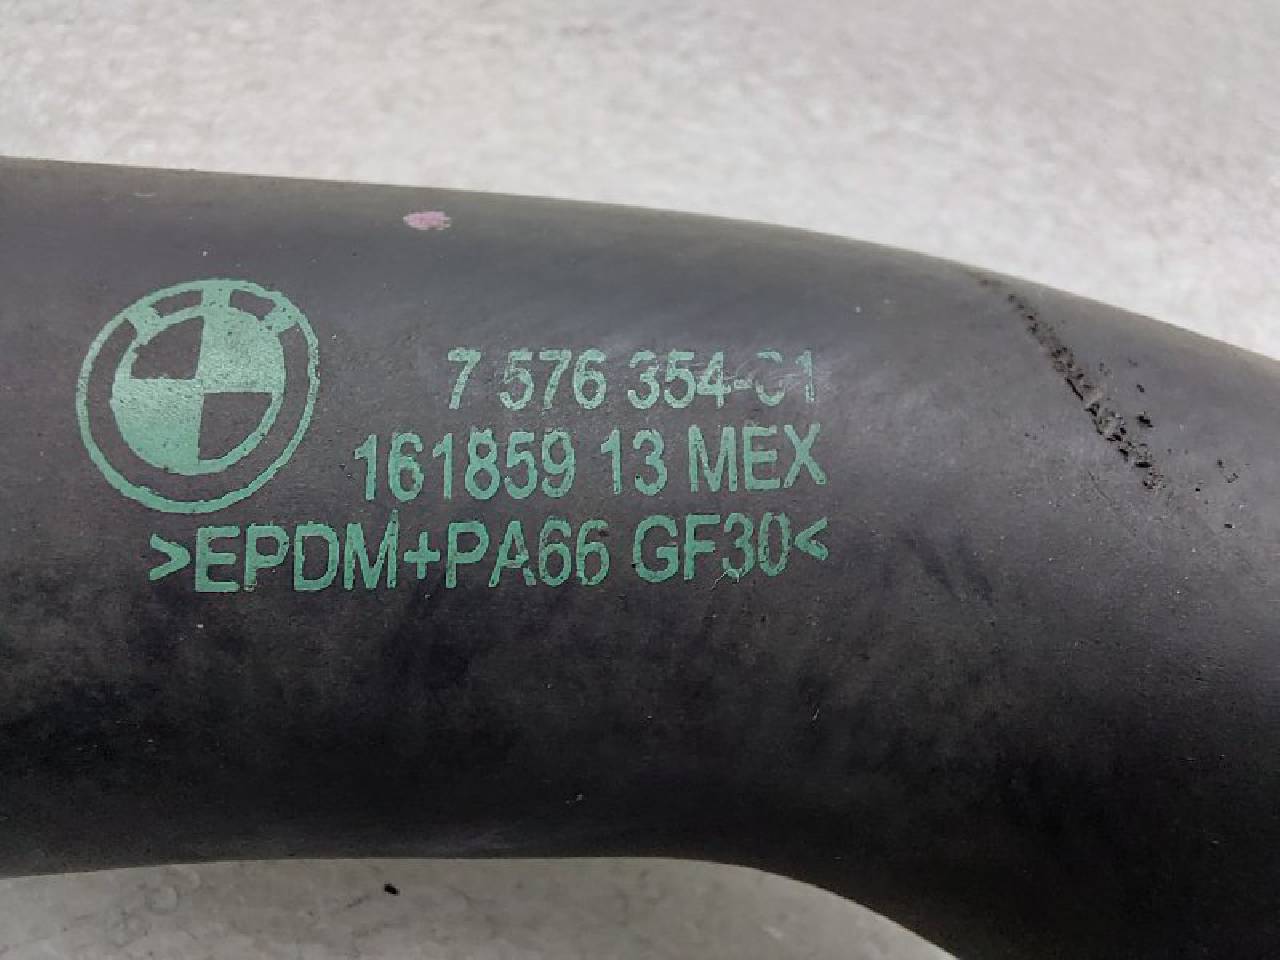 7 576 354-01
161859 13 MEX
>EPDM+PA66 GF30<